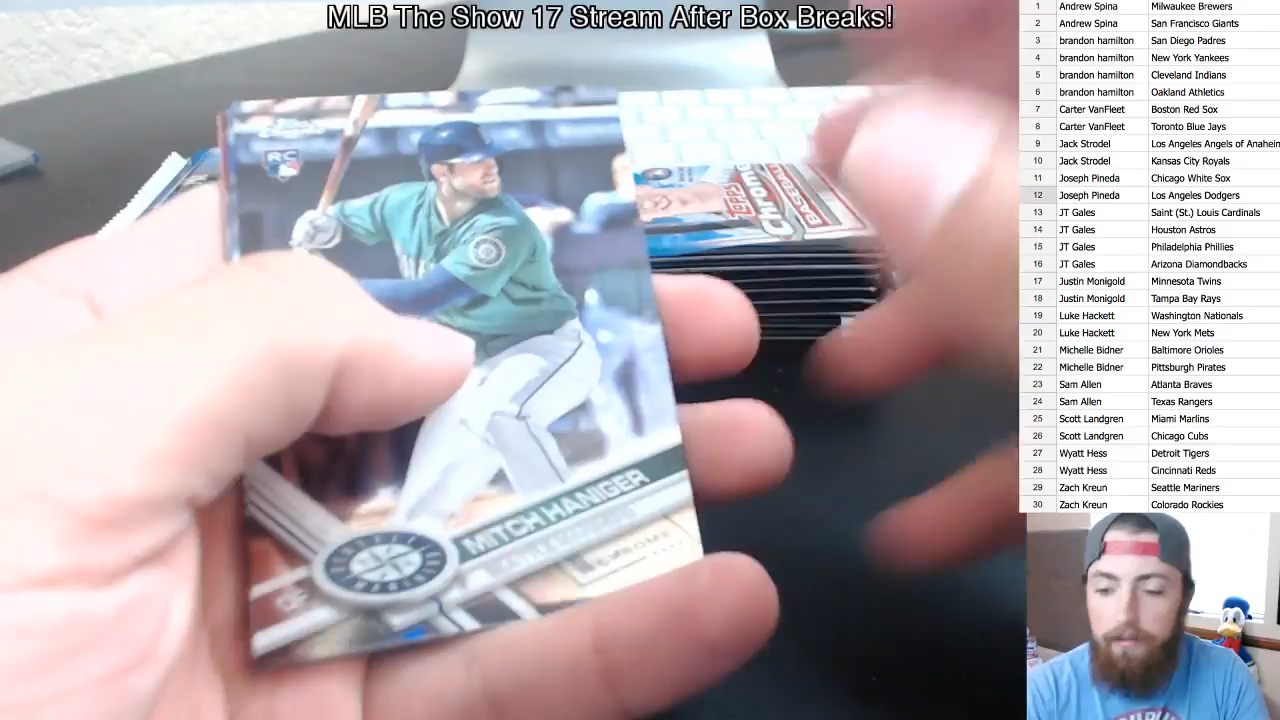 MLB The Show 17 Stream After Box Breaks!
1 Andrew Spina Milwaukee Brewers
2 Andrew Spina San Francisco Giants
3 brandon hamilton San Diego Padres
4 brandon hamilton New York Yankees
5 brandon hamilton Cleveland Indians
6 brandon hamilton Oakland Athletics
7 Carter VanFleet Boston Red Sox
8 Carter VanFleet Toronto Blue Jays
9 Jack Strodel Los Angeles Angels of Anaheim
10 Jack Strodel Kansas City Royals
11 Joseph Pineda Chicago White Sox
12 Joseph Pineda Los Angeles Dodgers
13 JT Gales Saint (St.) Louis Cardinals
14 JT Gales Houston Astros
15 JT Gales Philadelphia Phillies
16 JT Gales Arizona Diamondbacks
17 Justin Monigold Minnesota Twins
18 Justin Monigold Tampa Bay Rays
19 Luke Hackett Washington Nationals
20 Luke Hackett New York Mets
21 Michelle Bidner Baltimore Orioles
22 Michelle Bidner Pittsburgh Pirates
23 Sam Allen Atlanta Braves
24 Sam Allen Texas Rangers
25 Scott Landgren Miami Marlins
26 Scott Landgren Chicago Cubs
27 Wyatt Hess Detroit Tigers
28 Wyatt Hess Cincinnati Reds
29 Zach Kreun Seattle Mariners
30 Zach Kreun Colorado Rockies
RC
Topps
Chrome
BASEBALL
MITCH HANIGER
CHROME
OF